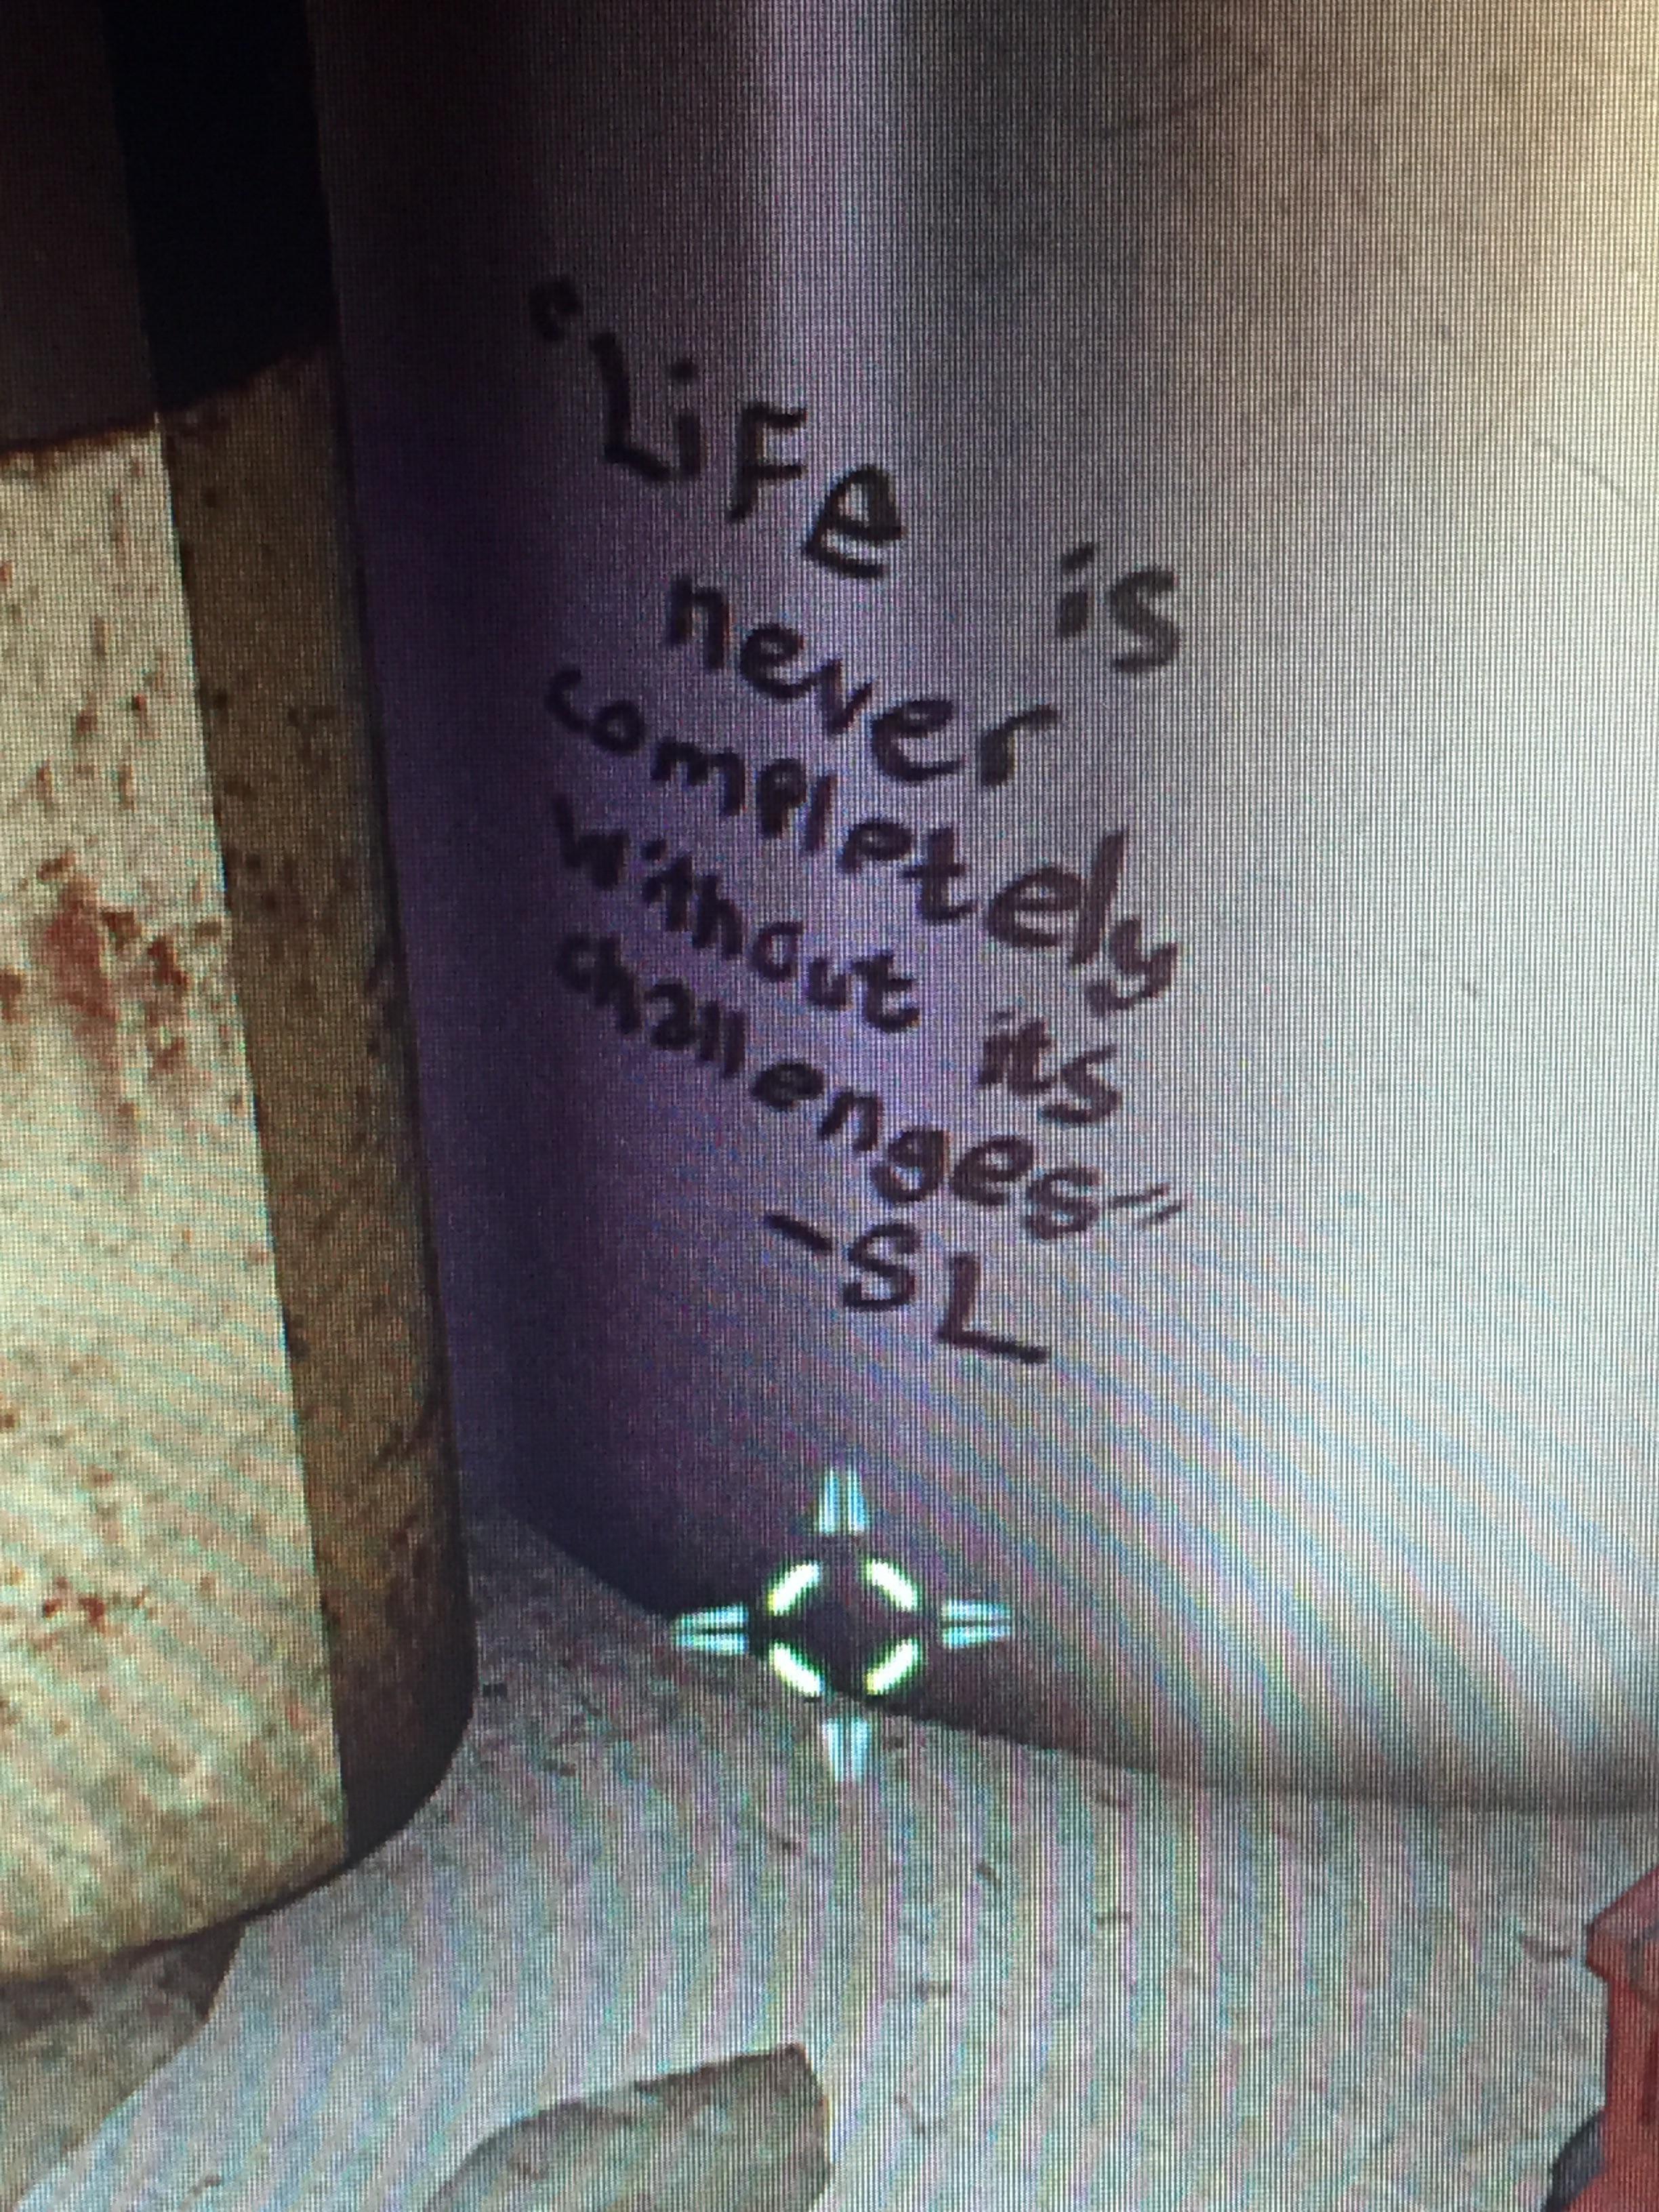 "LiFe is
never
completely
without its
challenges"
-SL